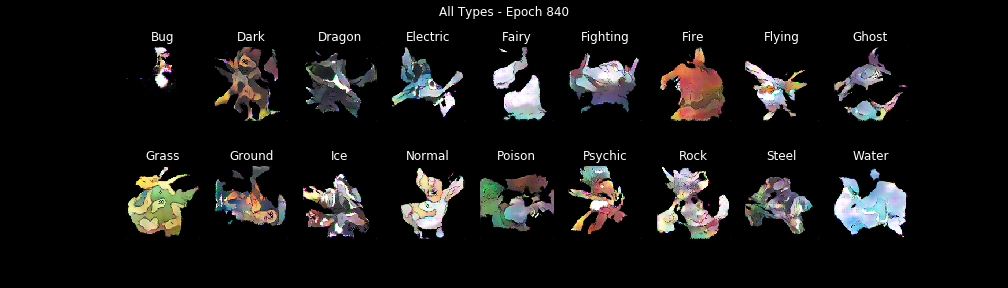 All Types - Epoch 840
Bug Dark Dragon Electric Fairy Fighting Fire Flying Ghost
Grass Ground Ice Normal Poison Psychic Rock Steel Water